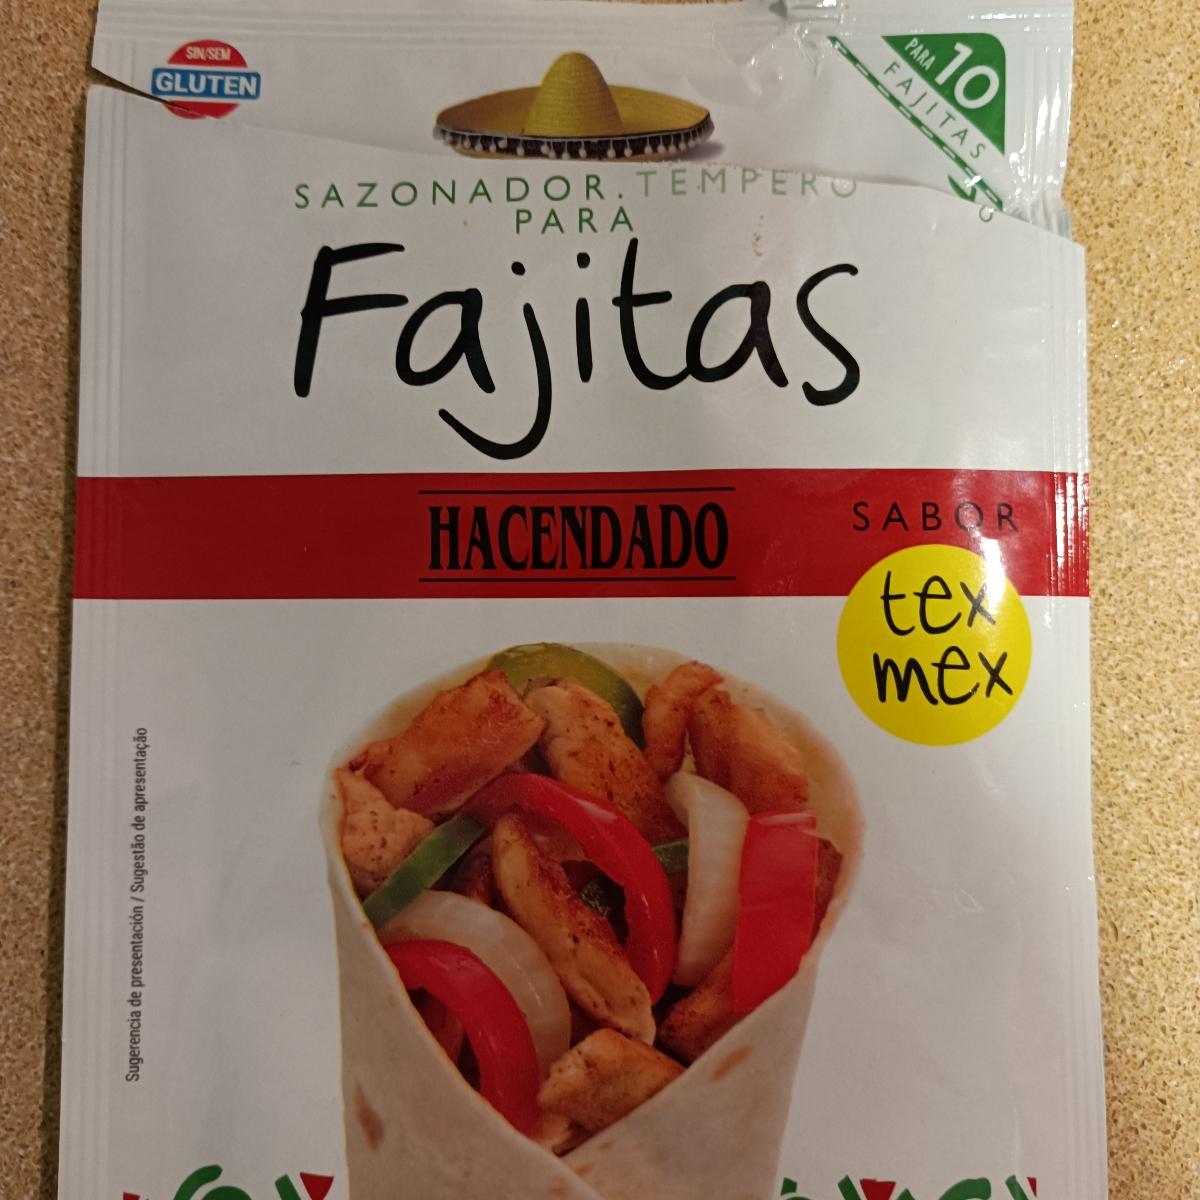 SIN/SEM
GLUTEN
PARA 10
FAJITAS
SAZONADOR. TEMPERO
PARA
Fajitas
HACENDADO
SABOR
tex
mex
Sugerencia de presentación / Sugestão de apresentação